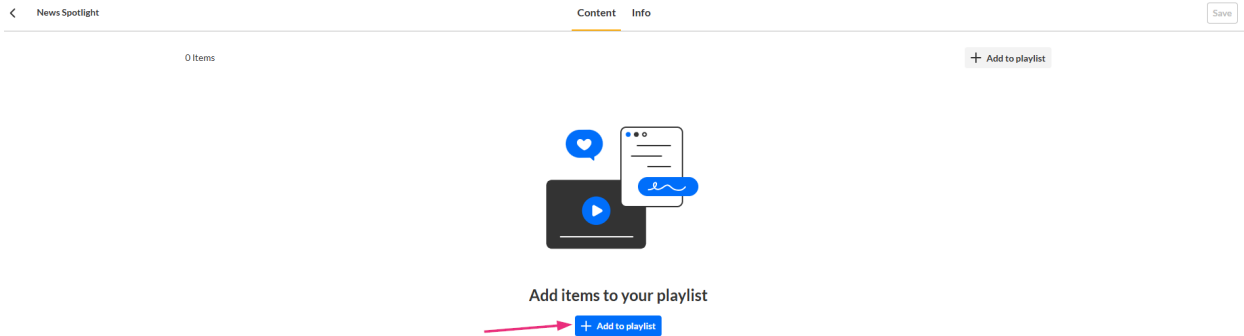 News Spotlight
Content Info
Save
0 Items
+ Add to playlist
Add items to your playlist
+ Add to playlist